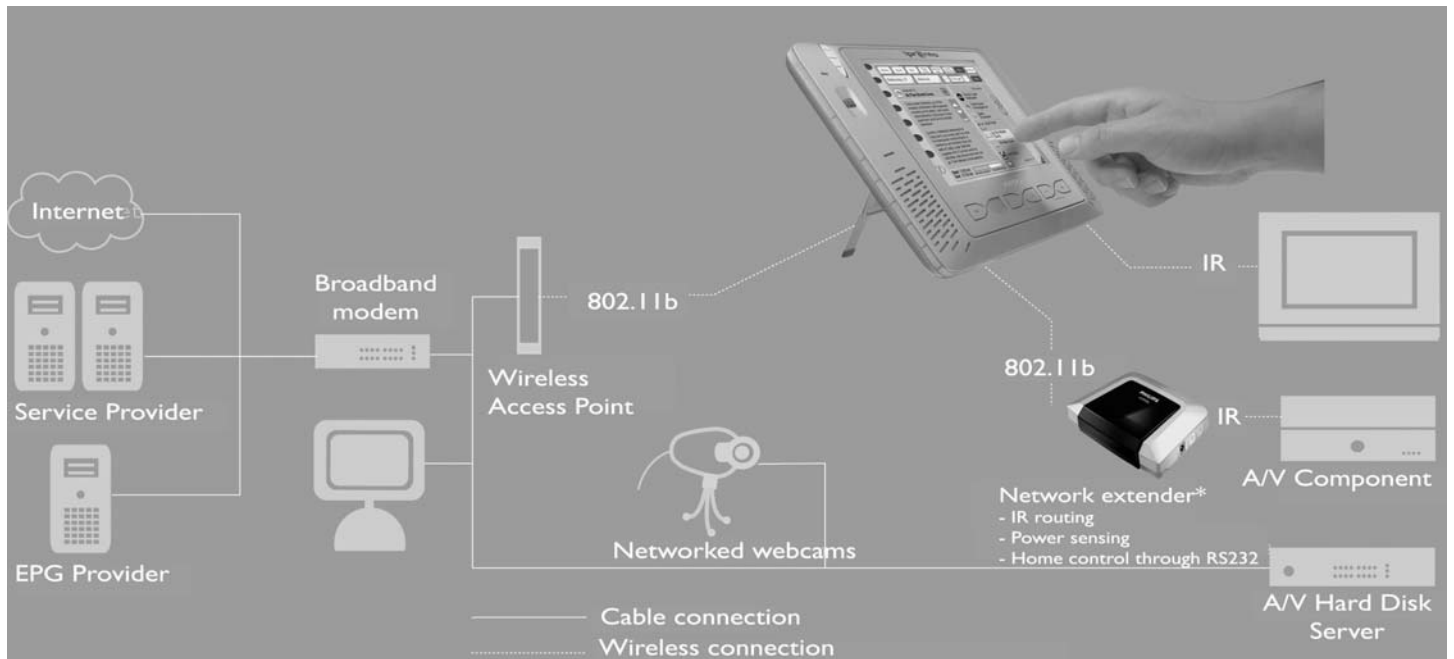 Internet
Service Provider
EPG Provider
Broadband
modem
Wireless
Access Point
802.11b
Networked webcams
IR
802.11b
PHILIPS
Network extender*
- IR routing
- Power sensing
- Home control through RS232
IR
A/V Component
A/V Hard Disk
Server
Cable connection
Wireless connection